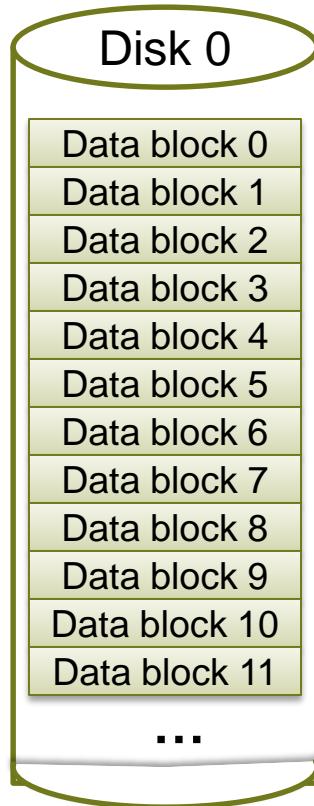 Disk 0
Data block 0
Data block 1
Data block 2
Data block 3
Data block 4
Data block 5
Data block 6
Data block 7
Data block 8
Data block 9
Data block 10
Data block 11
...